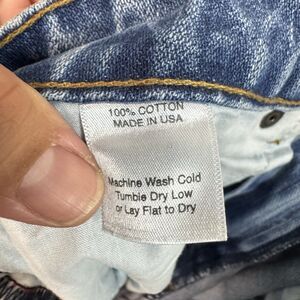 100% COTTON
MADE IN USA
Machine Wash Cold
Tumble Dry Low
or Lay Flat to Dry